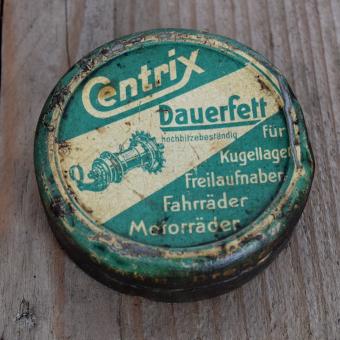 Centrix
Dauerfett
hochhitzebeständig
für
Kugellager
Freilaufnaben
Fahrräder
Motorräder